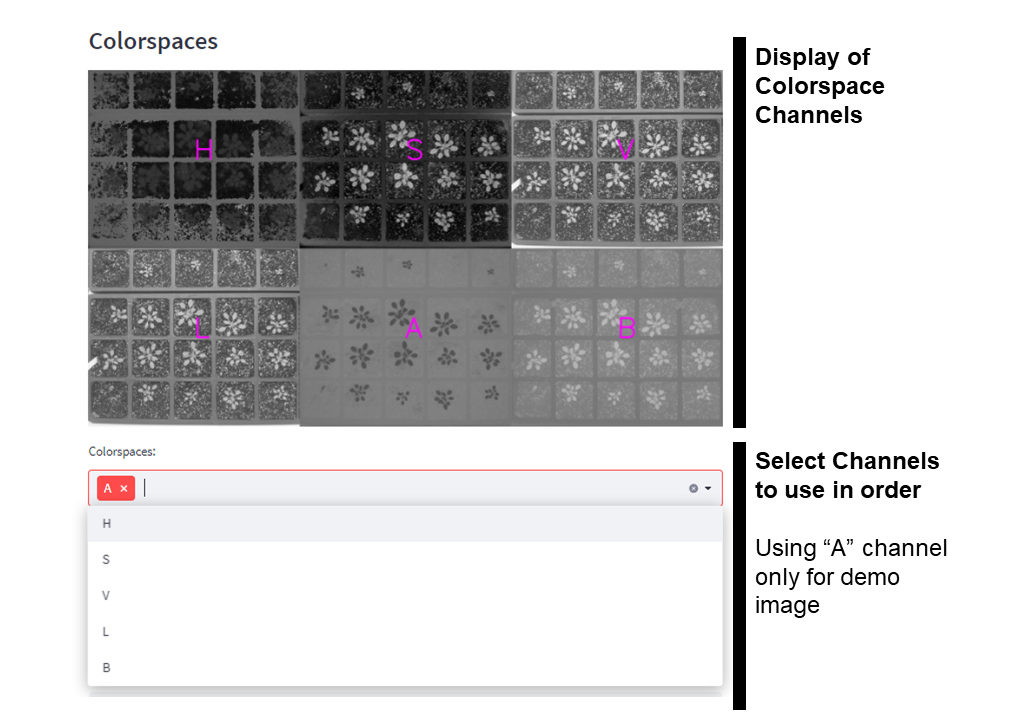 Colorspaces
H
S
V
L
A
B
Colorspaces:
A ×
H
S
V
L
B
Display of
Colorspace
Channels
Select Channels
to use in order
Using “A” channel
only for demo
image